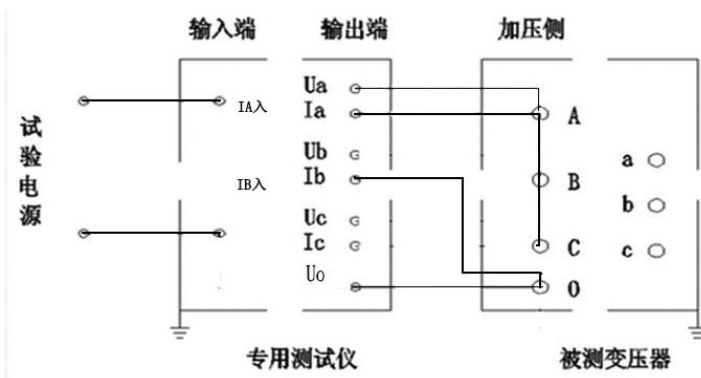 输入端 输出端 加压侧
Ua
IA入 Ia A
试验电源
Ub a
IB入 Ib B
b
Uc
Ic C c
Uo O
专用测试仪 被测变压器